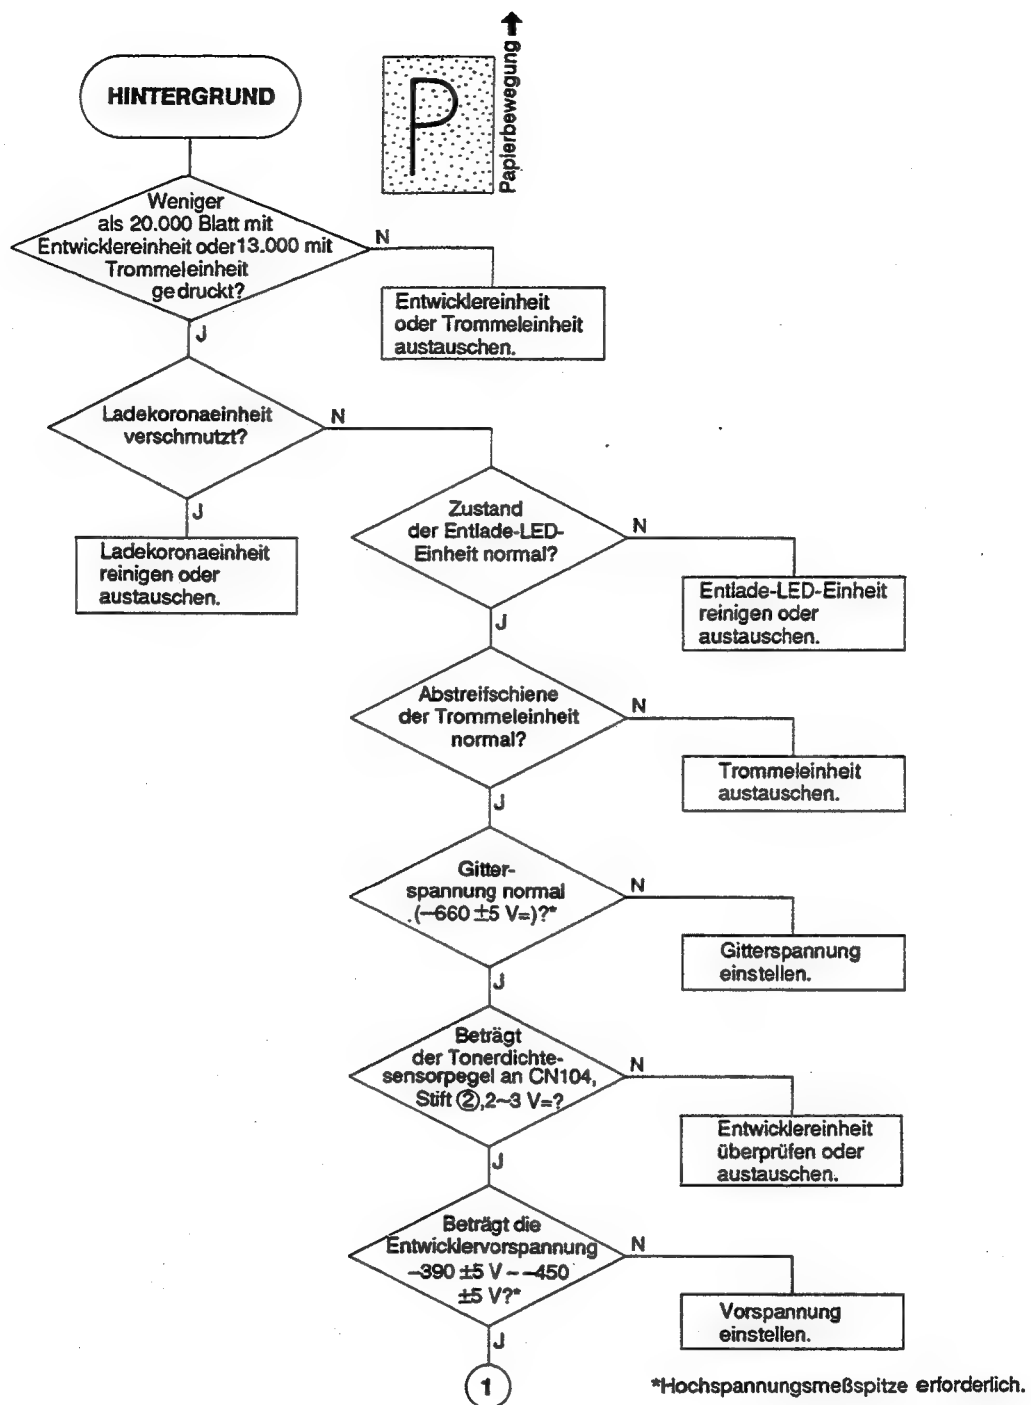 HINTERGRUND
P
Papierbewegung
Weniger
als 20.000 Blatt mit
Entwicklereinheit oder 13.000 mit
Trommeleinheit
gedruckt?
N
Entwicklereinheit
oder Trommeleinheit
austauschen.
J
Ladekoronaeinheit
verschmutzt?
N
J
Ladekoronaeinheit
reinigen oder
austauschen.
Zustand
der Entlade-LED-
Einheit normal?
N
Entlade-LED-Einheit
reinigen oder
austauschen.
J
Abstreifschiene
der Trommeleinheit
normal?
N
Trommeleinheit
austauschen.
J
Gitter-
spannung normal
(−660 ±5 V=)?*
N
Gitterspannung
einstellen.
J
Beträgt
der Tonerdichte-
sensorpegel an CN104,
Stift ②,2~3 V=?
N
Entwicklereinheit
überprüfen oder
austauschen.
J
Beträgt die
Entwicklervorspannung
−390 ±5 V ~ −450
±5 V?*
N
Vorspannung
einstellen.
J
1
*Hochspannungsmeßspitze erforderlich.